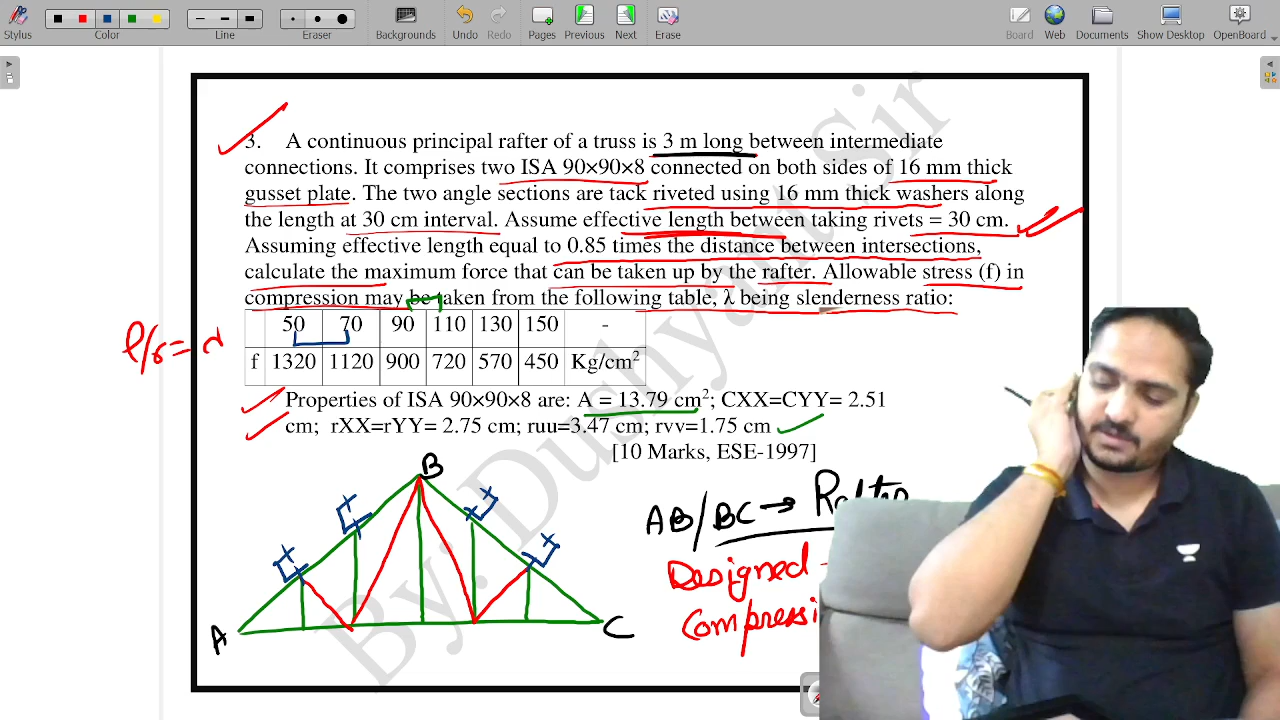 Stylus
Color
Line
Eraser
Backgrounds
Undo
Redo
Pages
Previous
Next
Erase
Board
Web
Documents
Show Desktop
OpenBoard
3. A continuous principal rafter of a truss is 3 m long between intermediate
connections. It comprises two ISA 90×90×8 connected on both sides of 16 mm thick
gusset plate. The two angle sections are tack riveted using 16 mm thick washers along
the length at 30 cm interval. Assume effective length between taking rivets = 30 cm.
Assuming effective length equal to 0.85 times the distance between intersections,
calculate the maximum force that can be taken up by the rafter. Allowable stress (f) in
compression may be taken from the following table, λ being slenderness ratio:
50 70 90 110 130 150 -
f 1320 1120 900 720 570 450 Kg/cm²
l/r = λ
Properties of ISA 90×90×8 are: A = 13.79 cm²; CXX=CYY= 2.51
cm; rXX=rYY= 2.75 cm; ruu=3.47 cm; rvv=1.75 cm
[10 Marks, ESE-1997]
B
A
C
AB/BC → Rafter
Designed
Compressi
By: Dushyant Sir